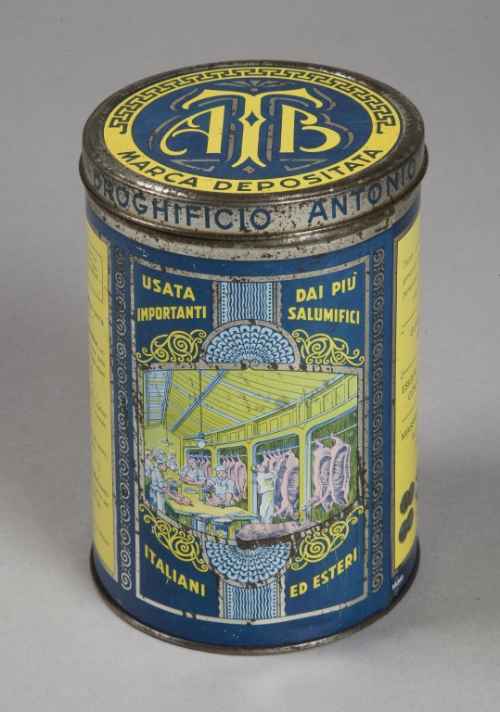 ATB
MARCA DEPOSITATA
DROGHIFICIO ANTONIO
USATA DAI PIÙ
IMPORTANTI SALUMIFICI
ITALIANI ED ESTERI